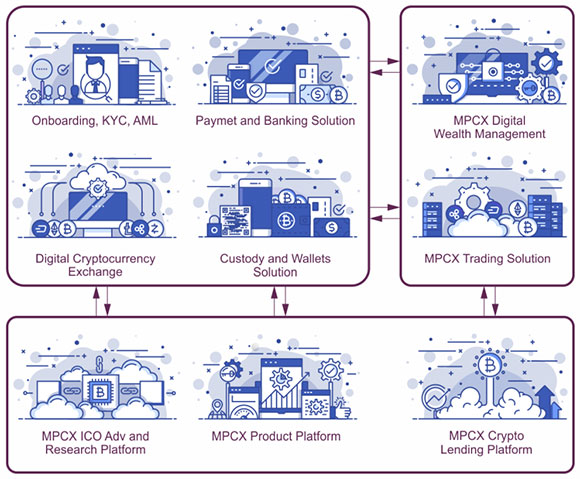 Onboarding, KYC, AML
Paymet and Banking Solution
MPCX Digital
Wealth Management
Digital Cryptocurrency
Exchange
Custody and Wallets
Solution
MPCX Trading Solution
MPCX ICO Adv and
Research Platform
MPCX Product Platform
MPCX Crypto
Lending Platform